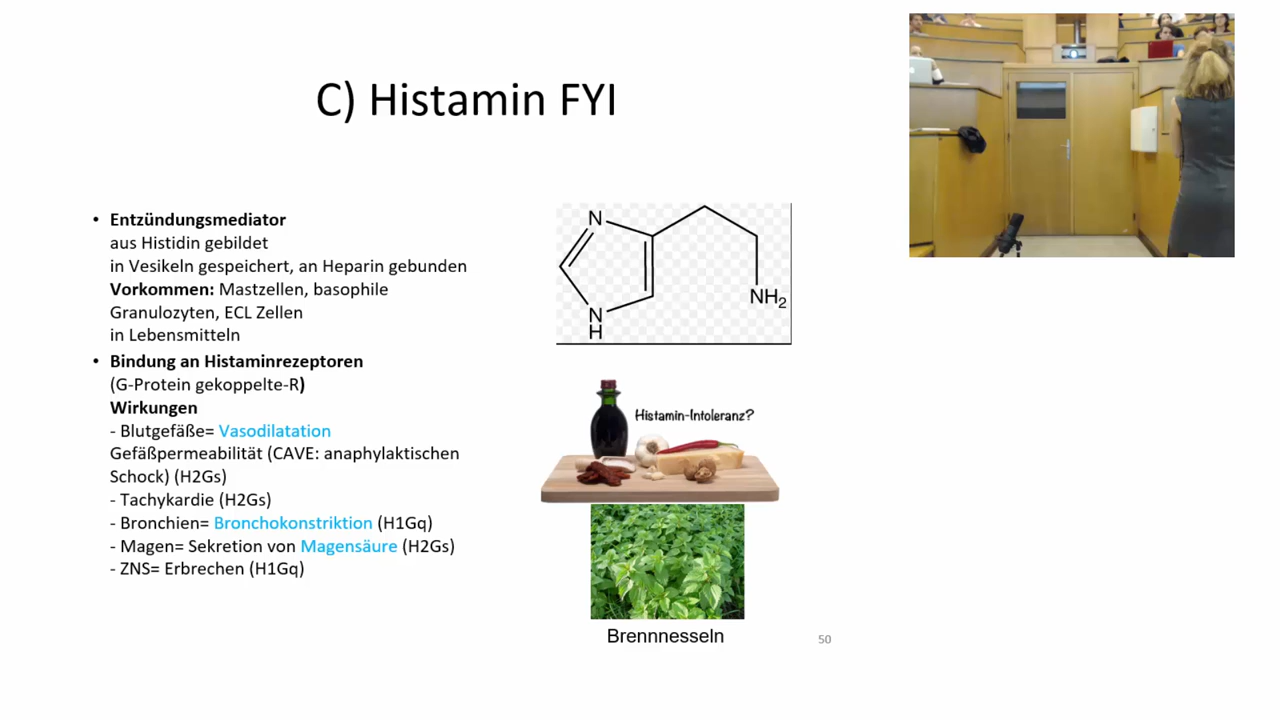 C) Histamin FYI
• Entzündungsmediator
aus Histidin gebildet
in Vesikeln gespeichert, an Heparin gebunden
Vorkommen: Mastzellen, basophile
Granulozyten, ECL Zellen
in Lebensmitteln
• Bindung an Histaminrezeptoren
(G-Protein gekoppelte-R)
Wirkungen
- Blutgefäße= Vasodilatation
Gefäßpermeabilität (CAVE: anaphylaktischen
Schock) (H2Gs)
- Tachykardie (H2Gs)
- Bronchien= Bronchokonstriktion (H1Gq)
- Magen= Sekretion von Magensäure (H2Gs)
- ZNS= Erbrechen (H1Gq)
N
N
H
NH2
Histamin-Intoleranz?
Brennnesseln
50